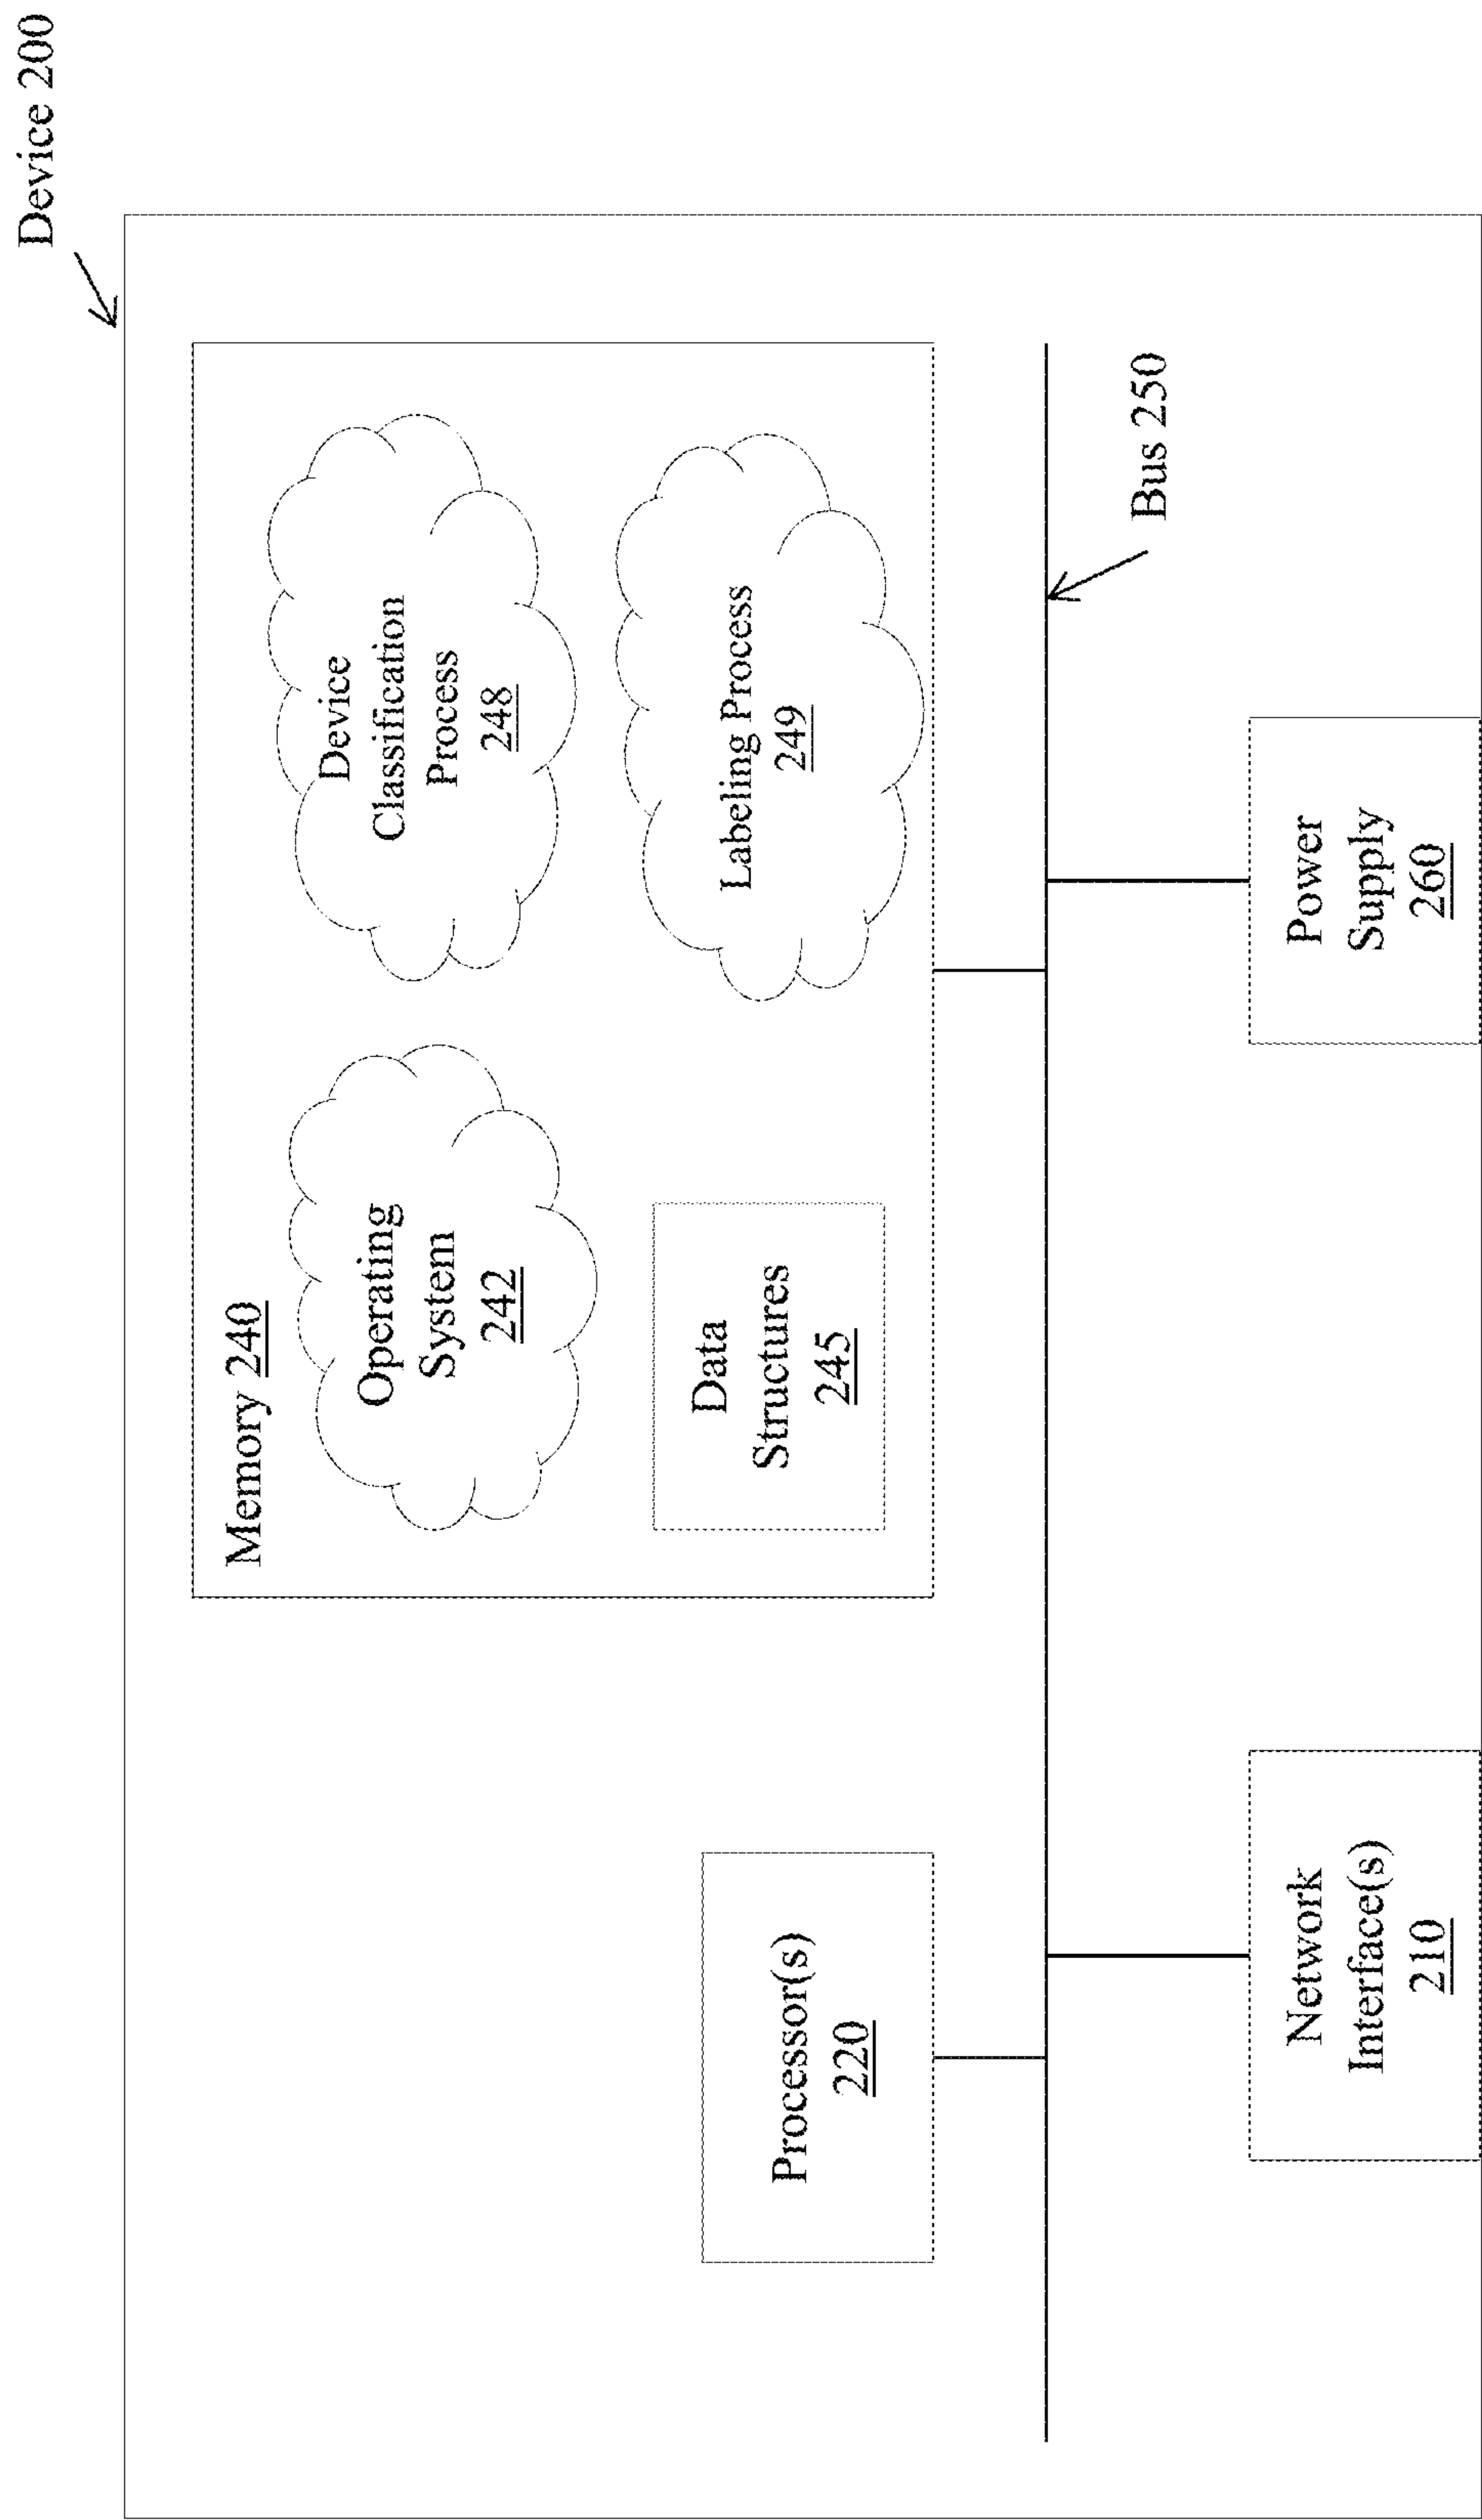 Device 200
Memory 240
Operating
System
242
Device
Classification
Process
248
Data
Structures
245
Labeling Process
249
Processor(s)
220
Bus 250
Network
Interface(s)
210
Power
Supply
260